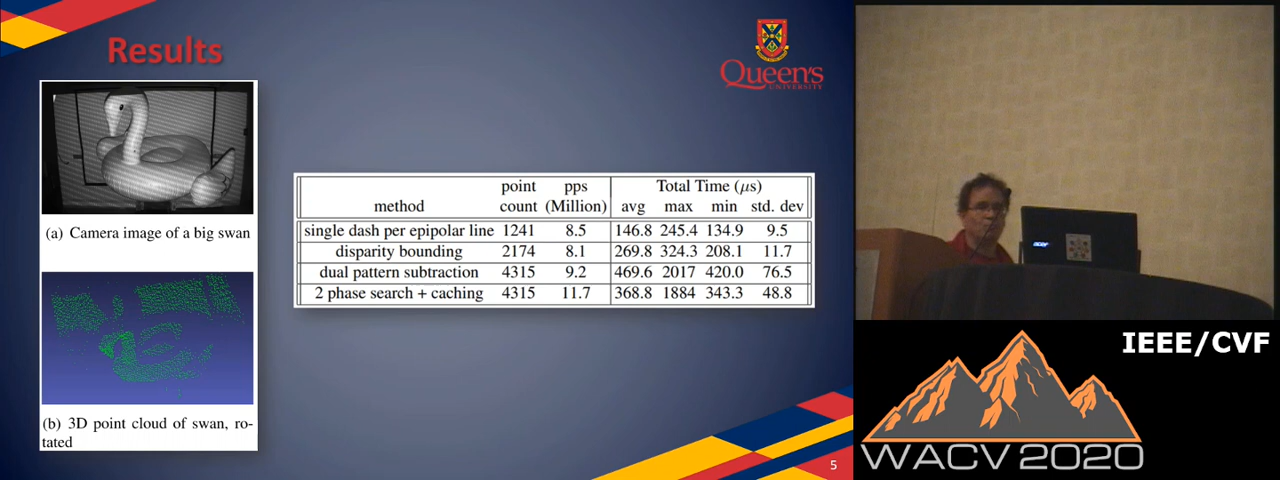 Results
Queen's
UNIVERSITY
(a) Camera image of a big swan
(b) 3D point cloud of swan, ro-
tated
point pps Total Time (μs)
method count (Million) avg max min std. dev
single dash per epipolar line 1241 8.5 146.8 245.4 134.9 9.5
disparity bounding 2174 8.1 269.8 324.3 208.1 11.7
dual pattern subtraction 4315 9.2 469.6 2017 420.0 76.5
2 phase search + caching 4315 11.7 368.8 1884 343.3 48.8
5
acer
IEEE/CVF
WACV 2020